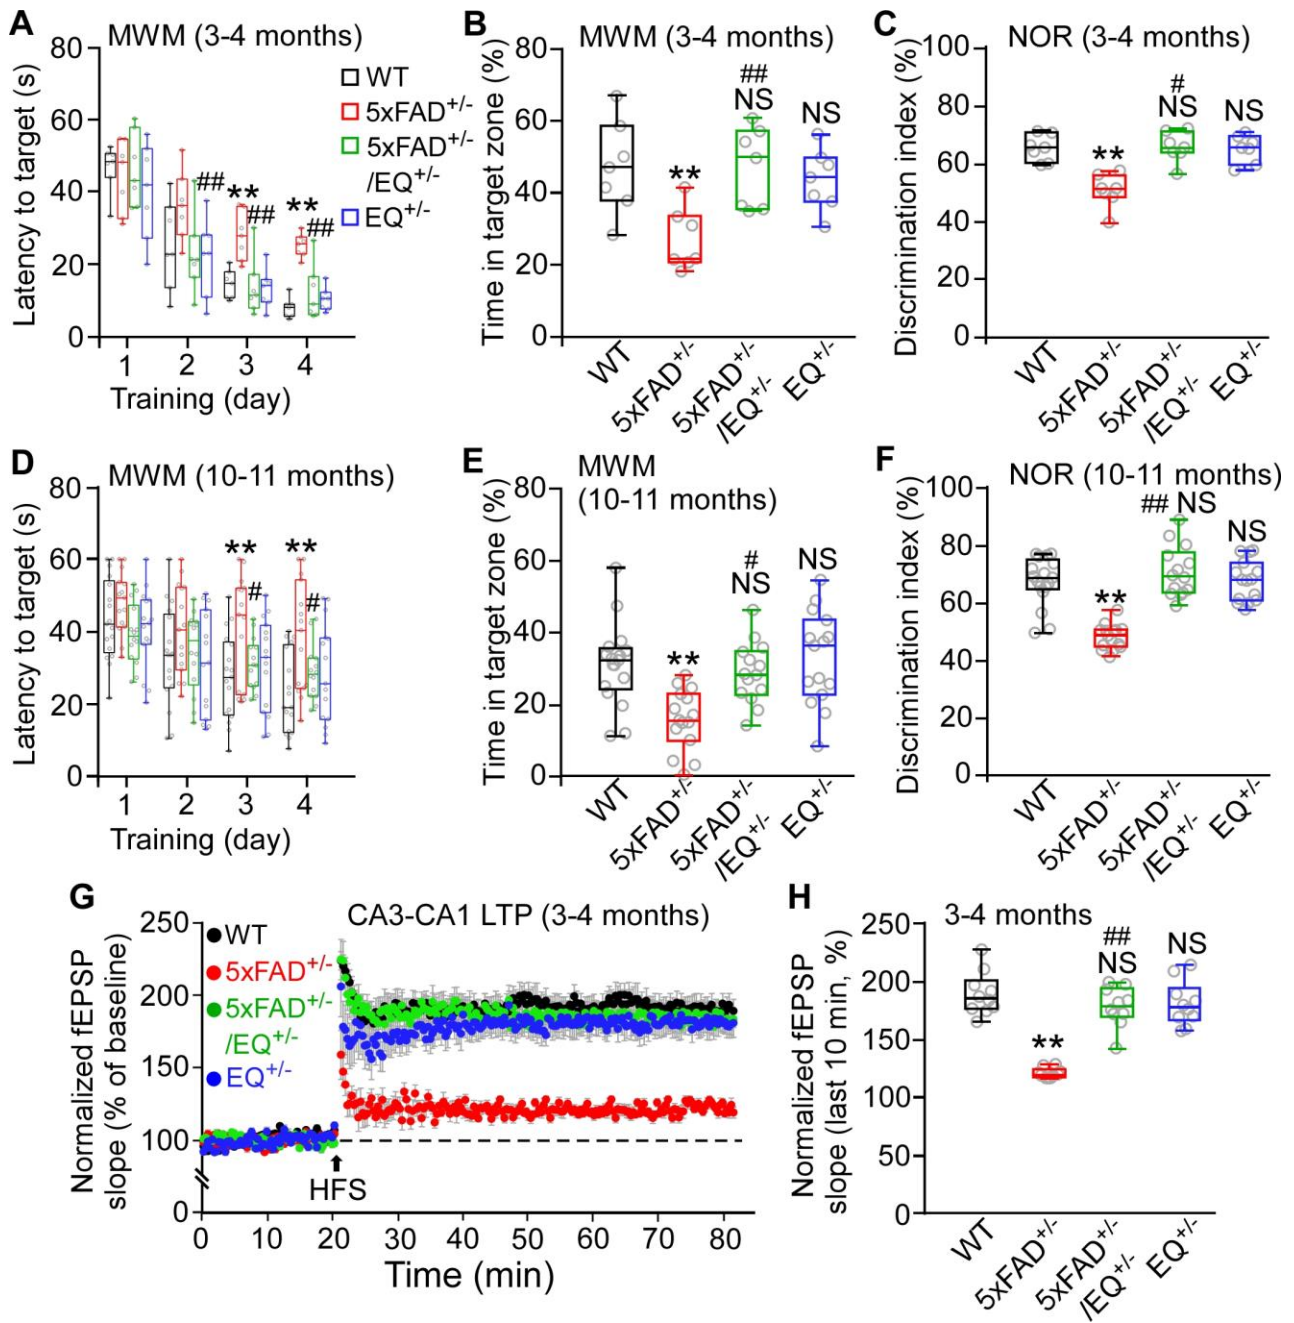 A
MWM (3-4 months)
Latency to target (s)
80
60
40
20
0
1 2 3 4
Training (day)
WT
5xFAD+/-
5xFAD+/-
/EQ+/-
EQ+/-
##
**
##
**
##
B
MWM (3-4 months)
Time in target zone (%)
80
60
40
20
0
**
##
NS
NS
WT
5xFAD+/-
5xFAD+/-
/EQ+/-
EQ+/-
C
NOR (3-4 months)
Discrimination index (%)
100
80
60
40
20
0
**
#
NS
NS
WT
5xFAD+/-
5xFAD+/-
/EQ+/-
EQ+/-
D
MWM (10-11 months)
Latency to target (s)
80
60
40
20
0
** **
# #
1 2 3 4
Training (day)
E
MWM
(10-11 months)
Time in target zone (%)
80
60
40
20
0
**
#
NS
NS
WT
5xFAD+/-
5xFAD+/-
/EQ+/-
EQ+/-
F
NOR (10-11 months)
Discrimination index (%)
100
80
60
40
20
0
**
## NS
NS
WT
5xFAD+/-
5xFAD+/-
/EQ+/-
EQ+/-
G
CA3-CA1 LTP (3-4 months)
Normalized fEPSP
slope (% of baseline)
250
200
150
100
0
WT
5xFAD+/-
5xFAD+/-
/EQ+/-
EQ+/-
HFS
0 10 20 30 40 50 60 70 80
Time (min)
H
3-4 months
Normalized fEPSP
slope (last 10 min, %)
250
200
150
100
50
0
**
##
NS
NS
WT
5xFAD+/-
5xFAD+/-
/EQ+/-
EQ+/-